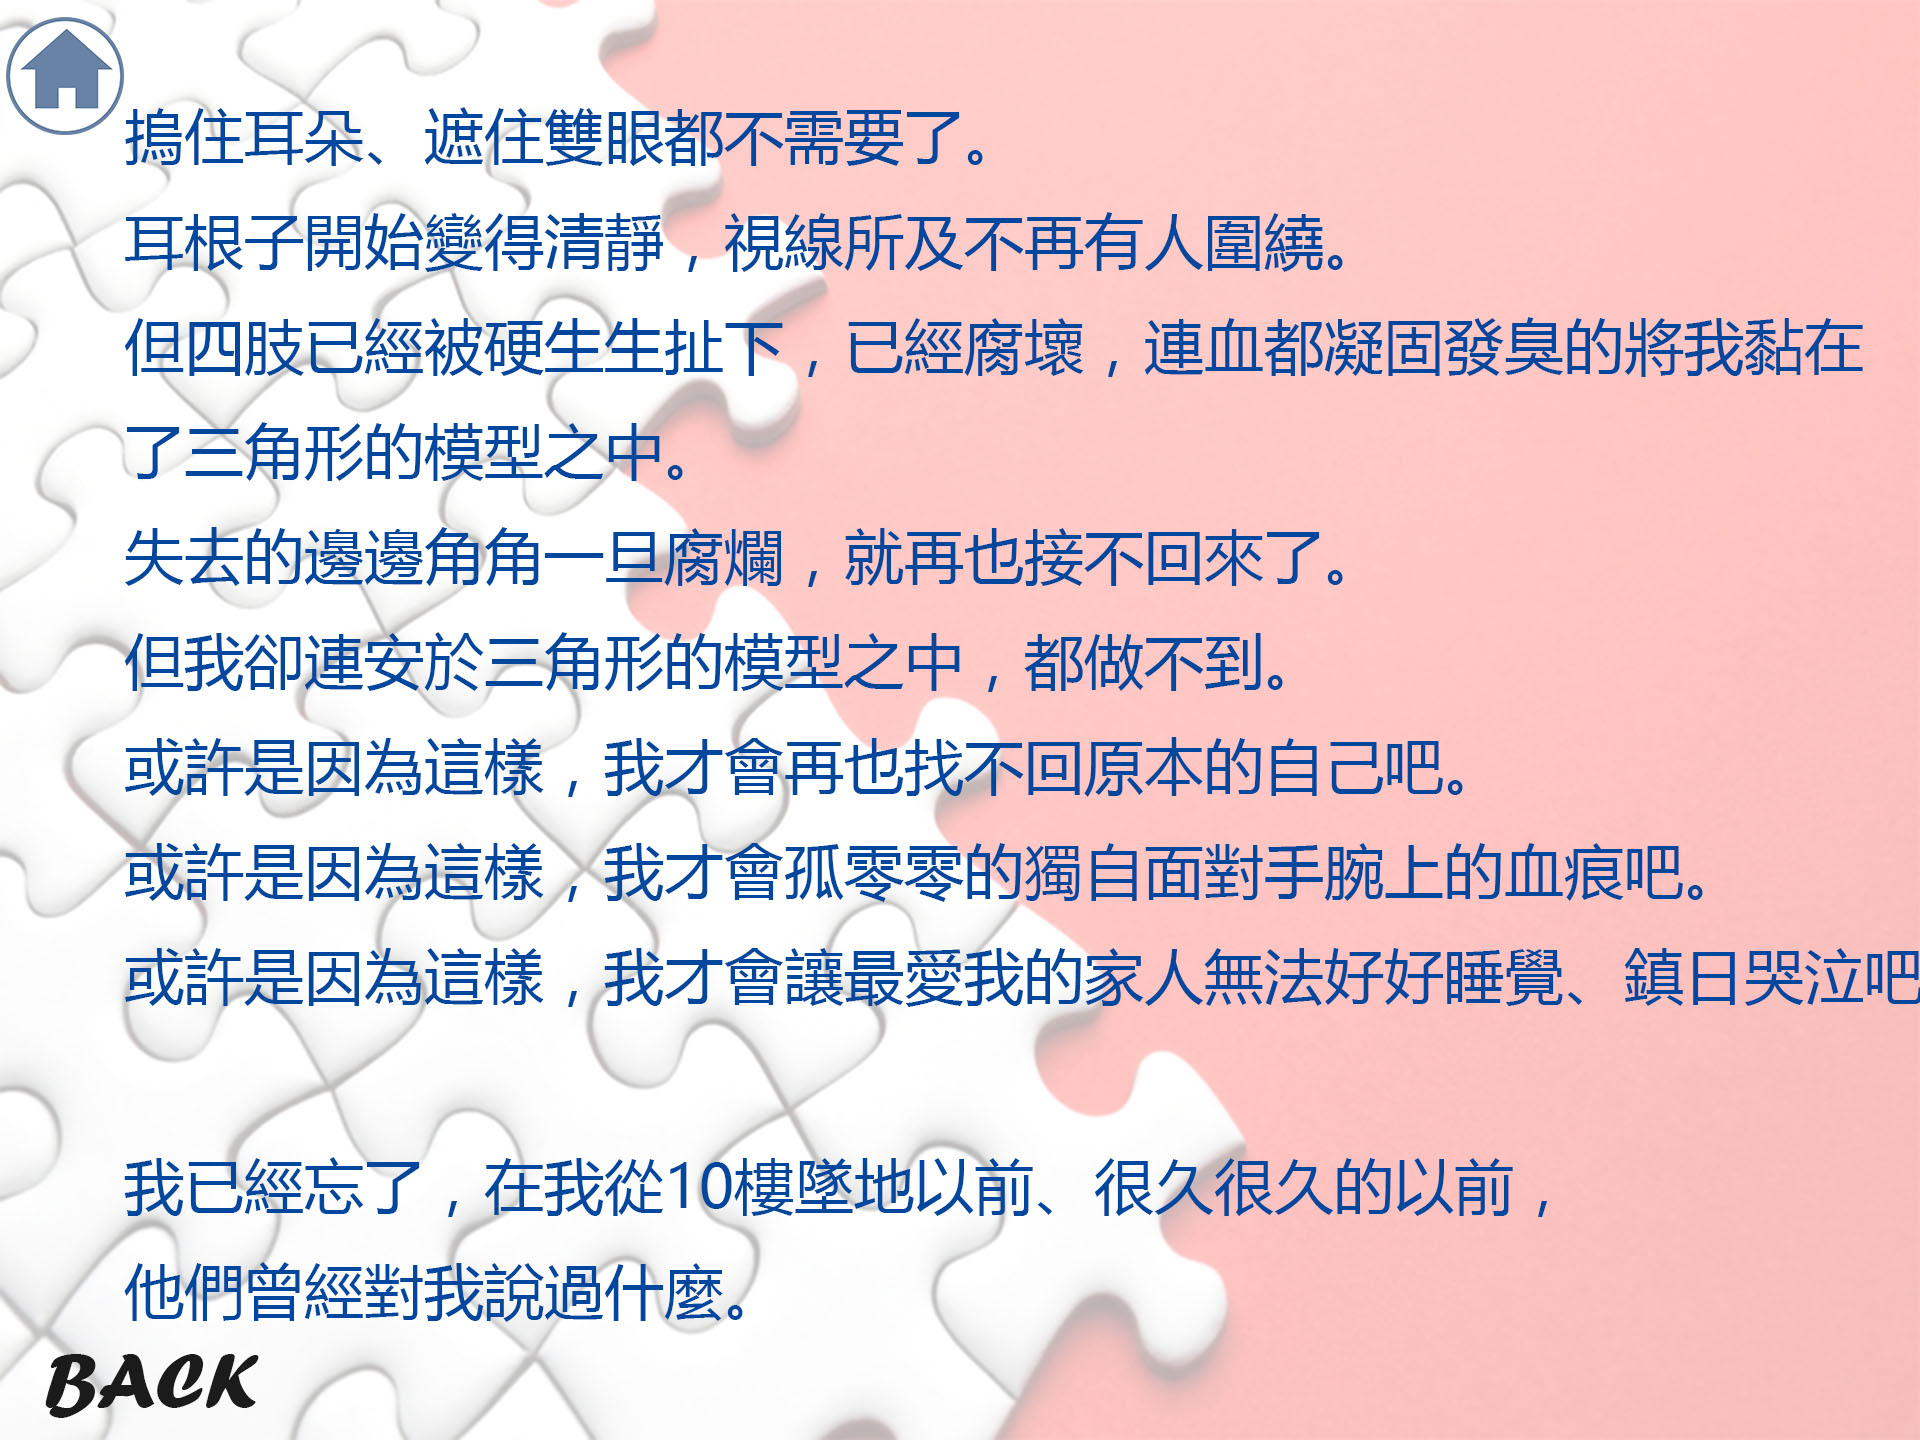 摀住耳朵、遮住雙眼都不需要了。
耳根子開始變得清靜，視線所及不再有人圍繞。
但四肢已經被硬生生扯下，已經腐壞，連血都凝固發臭的將我黏在
了三角形的模型之中。
失去的邊邊角角一旦腐爛，就再也接不回來了。
但我卻連安於三角形的模型之中，都做不到。
或許是因為這樣，我才會再也找不回原本的自己吧。
或許是因為這樣，我才會孤零零的獨自面對手腕上的血痕吧。
或許是因為這樣，我才會讓最愛我的家人無法好好睡覺、鎮日哭泣吧
我已經忘了，在我從10樓墜地以前、很久很久的以前，
他們曾經對我說過什麼。
BACK